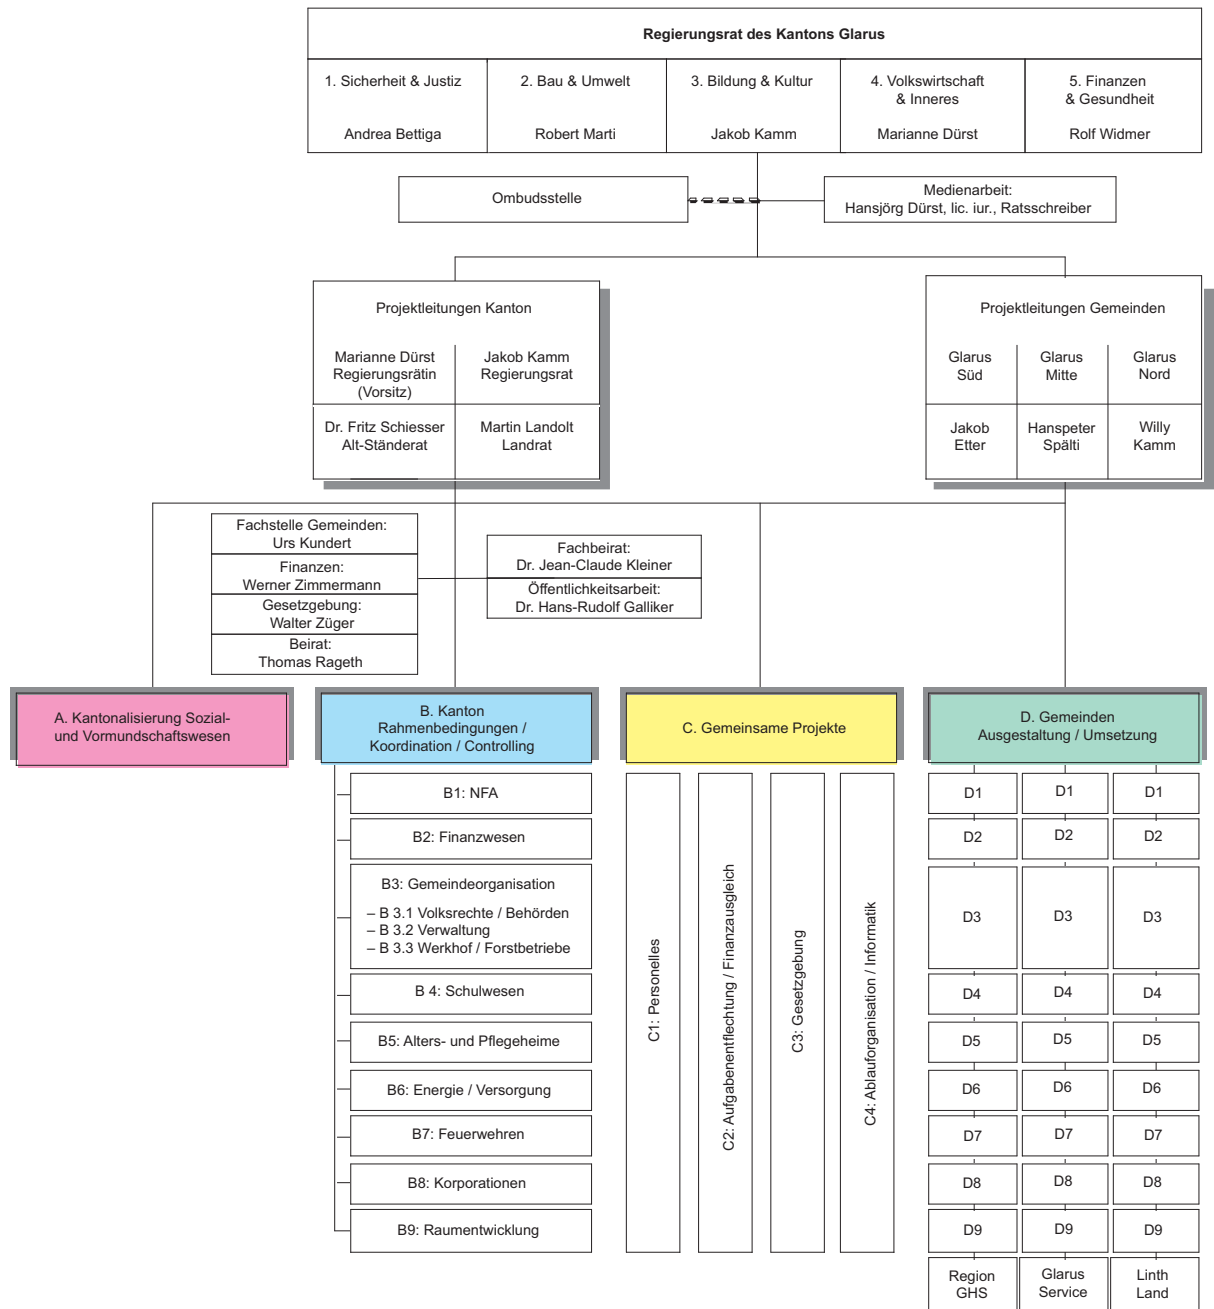 Regierungsrat des Kantons Glarus
1. Sicherheit & Justiz
Andrea Bettiga
2. Bau & Umwelt
Robert Marti
3. Bildung & Kultur
Jakob Kamm
4. Volkswirtschaft
& Inneres
Marianne Dürst
5. Finanzen
& Gesundheit
Rolf Widmer
Ombudsstelle
Medienarbeit:
Hansjörg Dürst, lic. iur., Ratsschreiber
Projektleitungen Kanton
Marianne Dürst
Regierungsrätin
(Vorsitz)
Jakob Kamm
Regierungsrat
Dr. Fritz Schiesser
Alt-Ständerat
Martin Landolt
Landrat
Projektleitungen Gemeinden
Glarus
Süd
Glarus
Mitte
Glarus
Nord
Jakob
Etter
Hanspeter
Spälti
Willy
Kamm
Fachstelle Gemeinden:
Urs Kundert
Finanzen:
Werner Zimmermann
Gesetzgebung:
Walter Züger
Beirat:
Thomas Rageth
Fachbeirat:
Dr. Jean-Claude Kleiner
Öffentlichkeitsarbeit:
Dr. Hans-Rudolf Galliker
A. Kantonalisierung Sozial-
und Vormundschaftswesen
B. Kanton
Rahmenbedingungen /
Koordination / Controlling
C. Gemeinsame Projekte
D. Gemeinden
Ausgestaltung / Umsetzung
B1: NFA
B2: Finanzwesen
B3: Gemeindeorganisation
– B 3.1 Volksrechte / Behörden
– B 3.2 Verwaltung
– B 3.3 Werkhof / Forstbetriebe
B 4: Schulwesen
B5: Alters- und Pflegeheime
B6: Energie / Versorgung
B7: Feuerwehren
B8: Korporationen
B9: Raumentwicklung
C1: Personelles
C2: Aufgabenentflechtung / Finanzausgleich
C3: Gesetzgebung
C4: Ablauforganisation / Informatik
D1 D1 D1
D2 D2 D2
D3 D3 D3
D4 D4 D4
D5 D5 D5
D6 D6 D6
D7 D7 D7
D8 D8 D8
D9 D9 D9
Region
GHS
Glarus
Service
Linth
Land